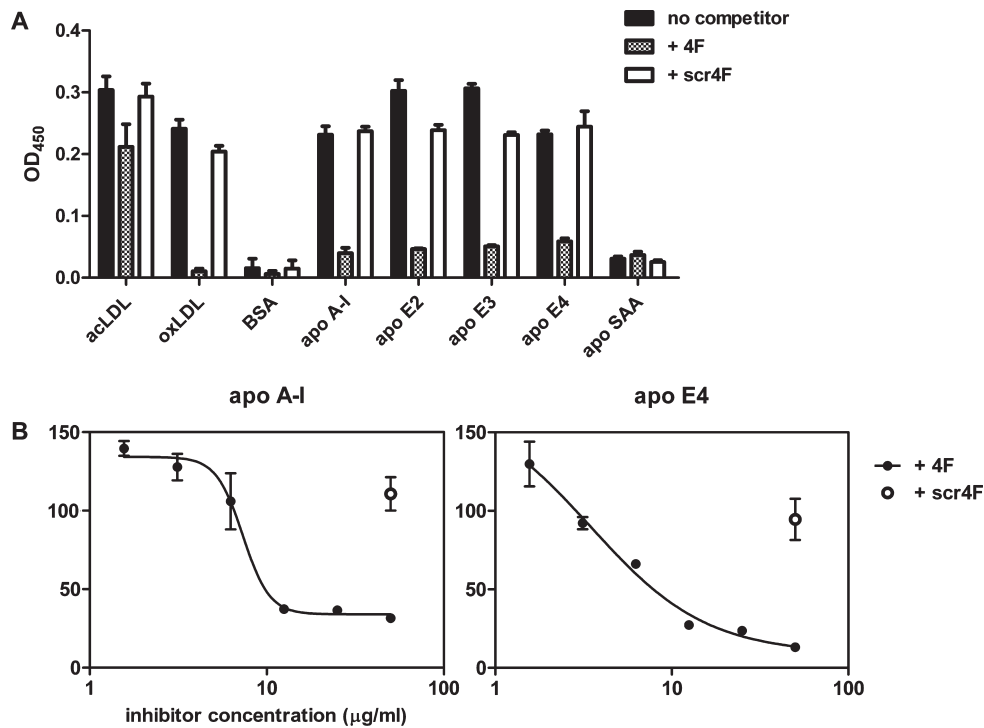 A
no competitor
+ 4F
+ scr4F
0.4
0.3
0.2
0.1
0.0
OD450
acLDL
oxLDL
BSA
apo A-I
apo E2
apo E3
apo E4
apo SAA
B
apo A-I
apo E4
150
100
50
0
1
10
100
150
100
50
0
1
10
100
+ 4F
+ scr4F
inhibitor concentration (μg/ml)